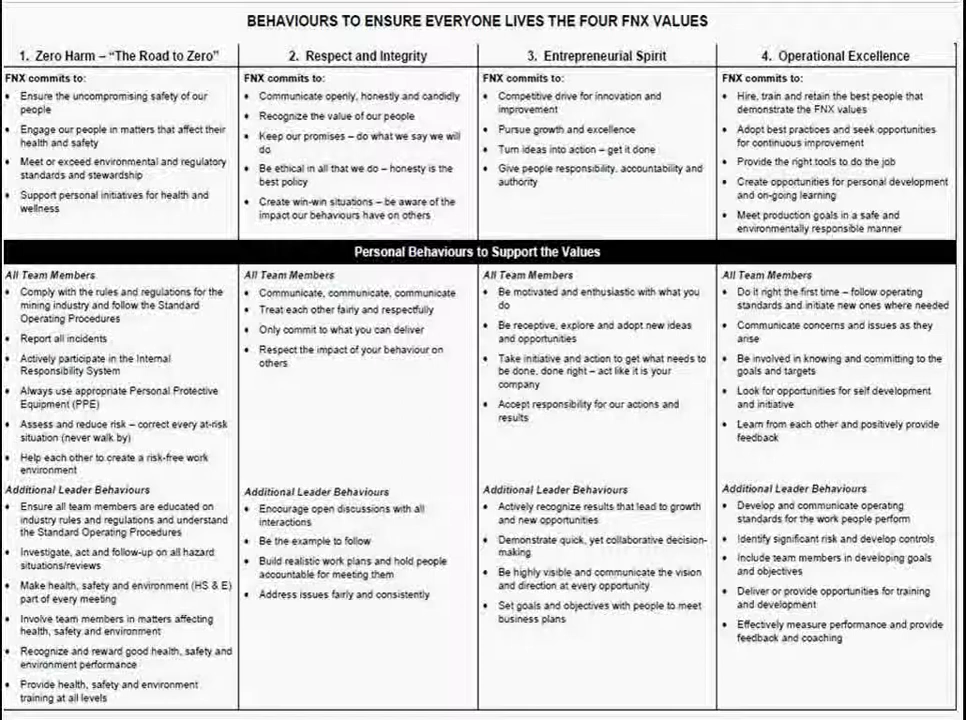 BEHAVIOURS TO ENSURE EVERYONE LIVES THE FOUR FNX VALUES
1. Zero Harm – “The Road to Zero”
FNX commits to:
• Ensure the uncompromising safety of our
people
• Engage our people in matters that affect their
health and safety
• Meet or exceed environmental and regulatory
standards and stewardship
• Support personal initiatives for health and
wellness
2. Respect and Integrity
FNX commits to:
• Communicate openly, honestly and candidly
• Recognize the value of our people
• Keep our promises – do what we say we will
do
• Be ethical in all that we do – honesty is the
best policy
• Create win-win situations – be aware of the
impact our behaviours have on others
3. Entrepreneurial Spirit
FNX commits to:
• Competitive drive for innovation and
improvement
• Pursue growth and excellence
• Turn ideas into action – get it done
• Give people responsibility, accountability and
authority
4. Operational Excellence
FNX commits to:
• Hire, train and retain the best people that
demonstrate the FNX values
• Adopt best practices and seek opportunities
for continuous improvement
• Provide the right tools to do the job
• Create opportunities for personal development
and on-going learning
• Meet production goals in a safe and
environmentally responsible manner
Personal Behaviours to Support the Values
All Team Members
• Comply with the rules and regulations for the
mining industry and follow the Standard
Operating Procedures
• Report all incidents
• Actively participate in the Internal
Responsibility System
• Always use appropriate Personal Protective
Equipment (PPE)
• Assess and reduce risk – correct every at-risk
situation (never walk by)
• Help each other to create a risk-free work
environment
Additional Leader Behaviours
• Ensure all team members are educated on
industry rules and regulations and understand
the Standard Operating Procedures
• Investigate, act and follow-up on all hazard
situations/reviews
• Make health, safety and environment (HS & E)
part of every meeting
• Involve team members in matters affecting
health, safety and environment
• Recognize and reward good health, safety and
environment performance
• Provide health, safety and environment
training at all levels
All Team Members
• Communicate, communicate, communicate
• Treat each other fairly and respectfully
• Only commit to what you can deliver
• Respect the impact of your behaviour on
others
Additional Leader Behaviours
• Encourage open discussions with all
interactions
• Be the example to follow
• Build realistic work plans and hold people
accountable for meeting them
• Address issues fairly and consistently
All Team Members
• Be motivated and enthusiastic with what you
do
• Be receptive, explore and adopt new ideas
and opportunities
• Take initiative and action to get what needs to
be done, done right – act like it is your
company
• Accept responsibility for our actions and
results
Additional Leader Behaviours
• Actively recognize results that lead to growth
and new opportunities
• Demonstrate quick, yet collaborative decision-
making
• Be highly visible and communicate the vision
and direction at every opportunity
• Set goals and objectives with people to meet
business plans
All Team Members
• Do it right the first time – follow operating
standards and initiate new ones where needed
• Communicate concerns and issues as they
arise
• Be involved in knowing and committing to the
goals and targets
• Look for opportunities for self development
and initiative
• Learn from each other and positively provide
feedback
Additional Leader Behaviours
• Develop and communicate operating
standards for the work people perform
• Identify significant risk and develop controls
• Include team members in developing goals
and objectives
• Deliver or provide opportunities for training
and development
• Effectively measure performance and provide
feedback and coaching